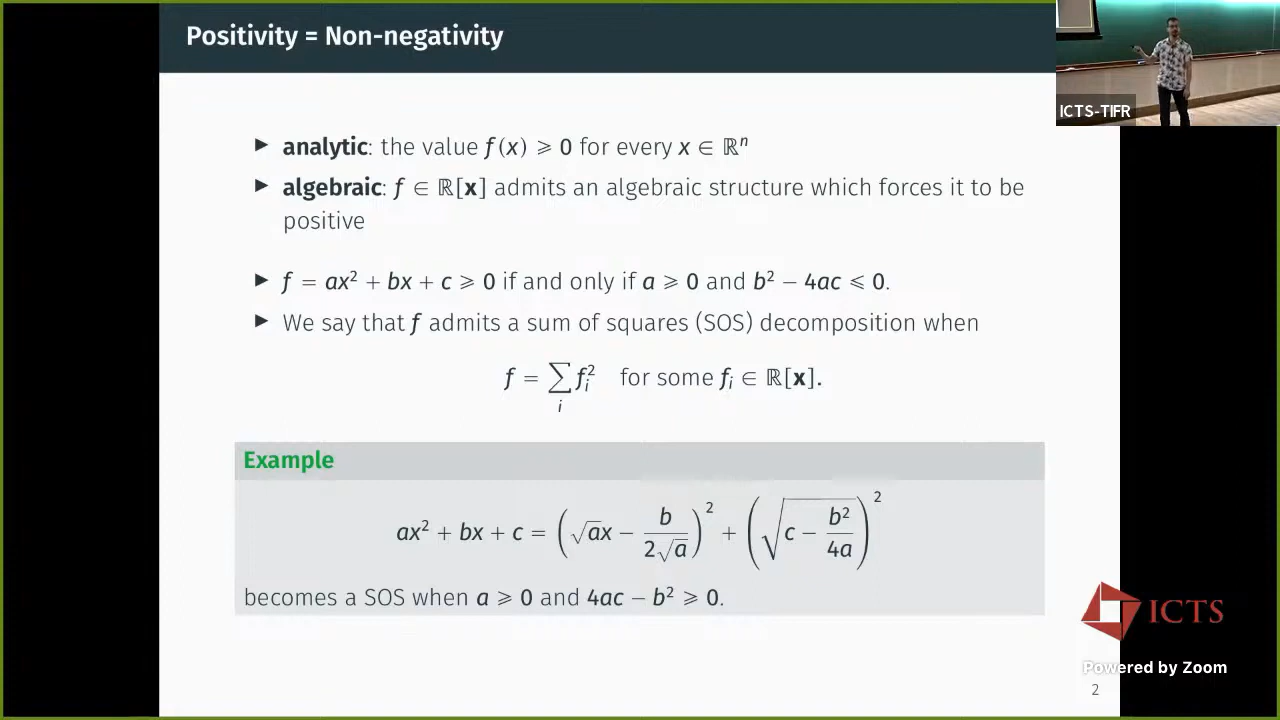 Positivity = Non-negativity
ICTS-TIFR
▶ analytic: the value f(x) ⩾ 0 for every x ∈ ℝⁿ
▶ algebraic: f ∈ ℝ[x] admits an algebraic structure which forces it to be
positive
▶ f = ax² + bx + c ⩾ 0 if and only if a ⩾ 0 and b² − 4ac ⩽ 0.
▶ We say that f admits a sum of squares (SOS) decomposition when
f = ∑ᵢ fᵢ² for some fᵢ ∈ ℝ[x].
Example
ax² + bx + c = (√a x − b/(2√a))² + (√(c − b²/(4a)))²
becomes a SOS when a ⩾ 0 and 4ac − b² ⩾ 0.
ICTS
Powered by Zoom
2